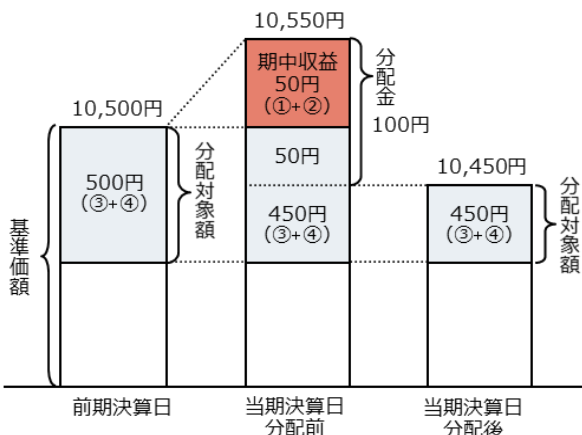 10,550円
期中収益
50円
(①+②)
分配金
100円
10,500円
500円
(③+④)
分配対象額
50円
450円
(③+④)
10,450円
450円
(③+④)
分配対象額
基準価額
前期決算日
当期決算日
分配前
当期決算日
分配後